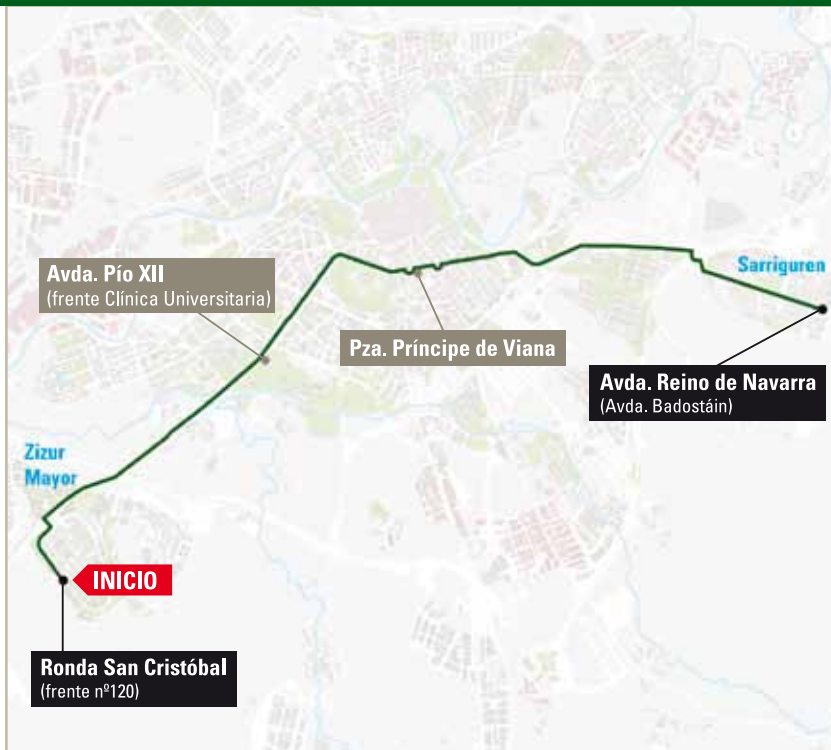 Avda. Pío XII
(frente Clínica Universitaria)
Sarriguren
Pza. Príncipe de Viana
Avda. Reino de Navarra
(Avda. Badostáin)
Zizur
Mayor
INICIO
Ronda San Cristóbal
(frente nº120)